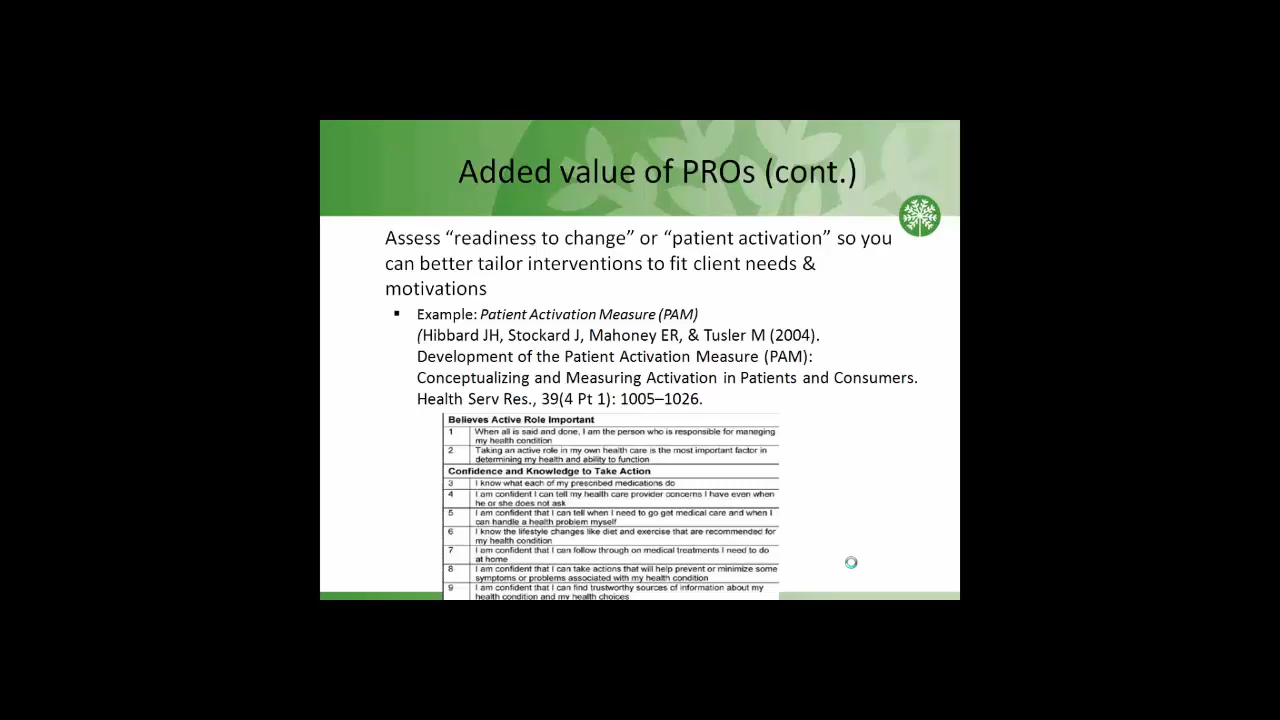 Added value of PROs (cont.)
Assess “readiness to change” or “patient activation” so you
can better tailor interventions to fit client needs &
motivations
▪ Example: Patient Activation Measure (PAM)
(Hibbard JH, Stockard J, Mahoney ER, & Tusler M (2004).
Development of the Patient Activation Measure (PAM):
Conceptualizing and Measuring Activation in Patients and Consumers.
Health Serv Res., 39(4 Pt 1): 1005–1026.
Believes Active Role Important
1 When all is said and done, I am the person who is responsible for managing
my health condition
2 Taking an active role in my own health care is the most important factor in
determining my health and ability to function
Confidence and Knowledge to Take Action
3 I know what each of my prescribed medications do
4 I am confident I can tell my health care provider concerns I have even when
he or she does not ask
5 I am confident that I can tell when I need to go get medical care and when I
can handle a health problem myself
6 I know the lifestyle changes like diet and exercise that are recommended for
my health condition
7 I am confident that I can follow through on medical treatments I need to do
at home
8 I am confident that I can take actions that will help prevent or minimize some
symptoms or problems associated with my health condition
9 I am confident that I can find trustworthy sources of information about my
health condition and my health choices